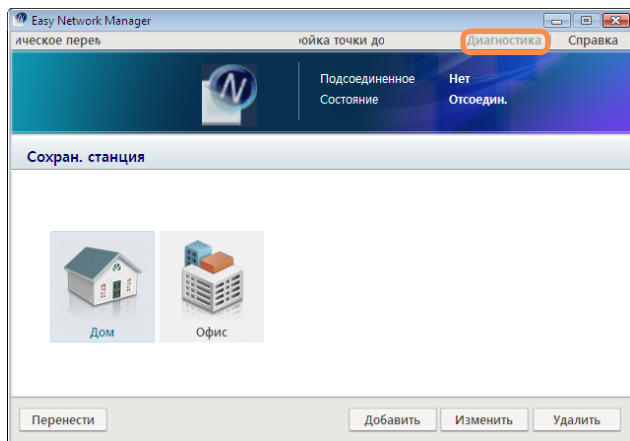 Easy Network Manager
ическое перем ойка точки до Диагностика Справка
Подсоединенное Нет
Состояние Отсоедин.
Сохран. станция
Дом Офис
Перенести Добавить Изменить Удалить